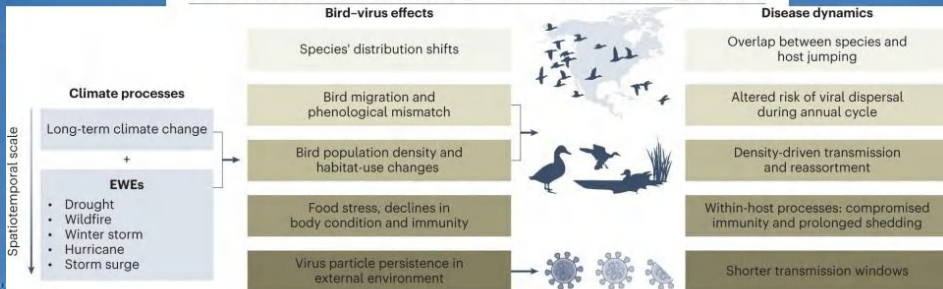 Bird–virus effects
Disease dynamics
Species' distribution shifts
Overlap between species and
host jumping
Climate processes
Long-term climate change
+
EWEs
• Drought
• Wildfire
• Winter storm
• Hurricane
• Storm surge
Spatiotemporal scale
Bird migration and
phenological mismatch
Altered risk of viral dispersal
during annual cycle
Bird population density and
habitat-use changes
Density-driven transmission
and reassortment
Food stress, declines in
body condition and immunity
Within-host processes: compromised
immunity and prolonged shedding
Virus particle persistence in
external environment
Shorter transmission windows